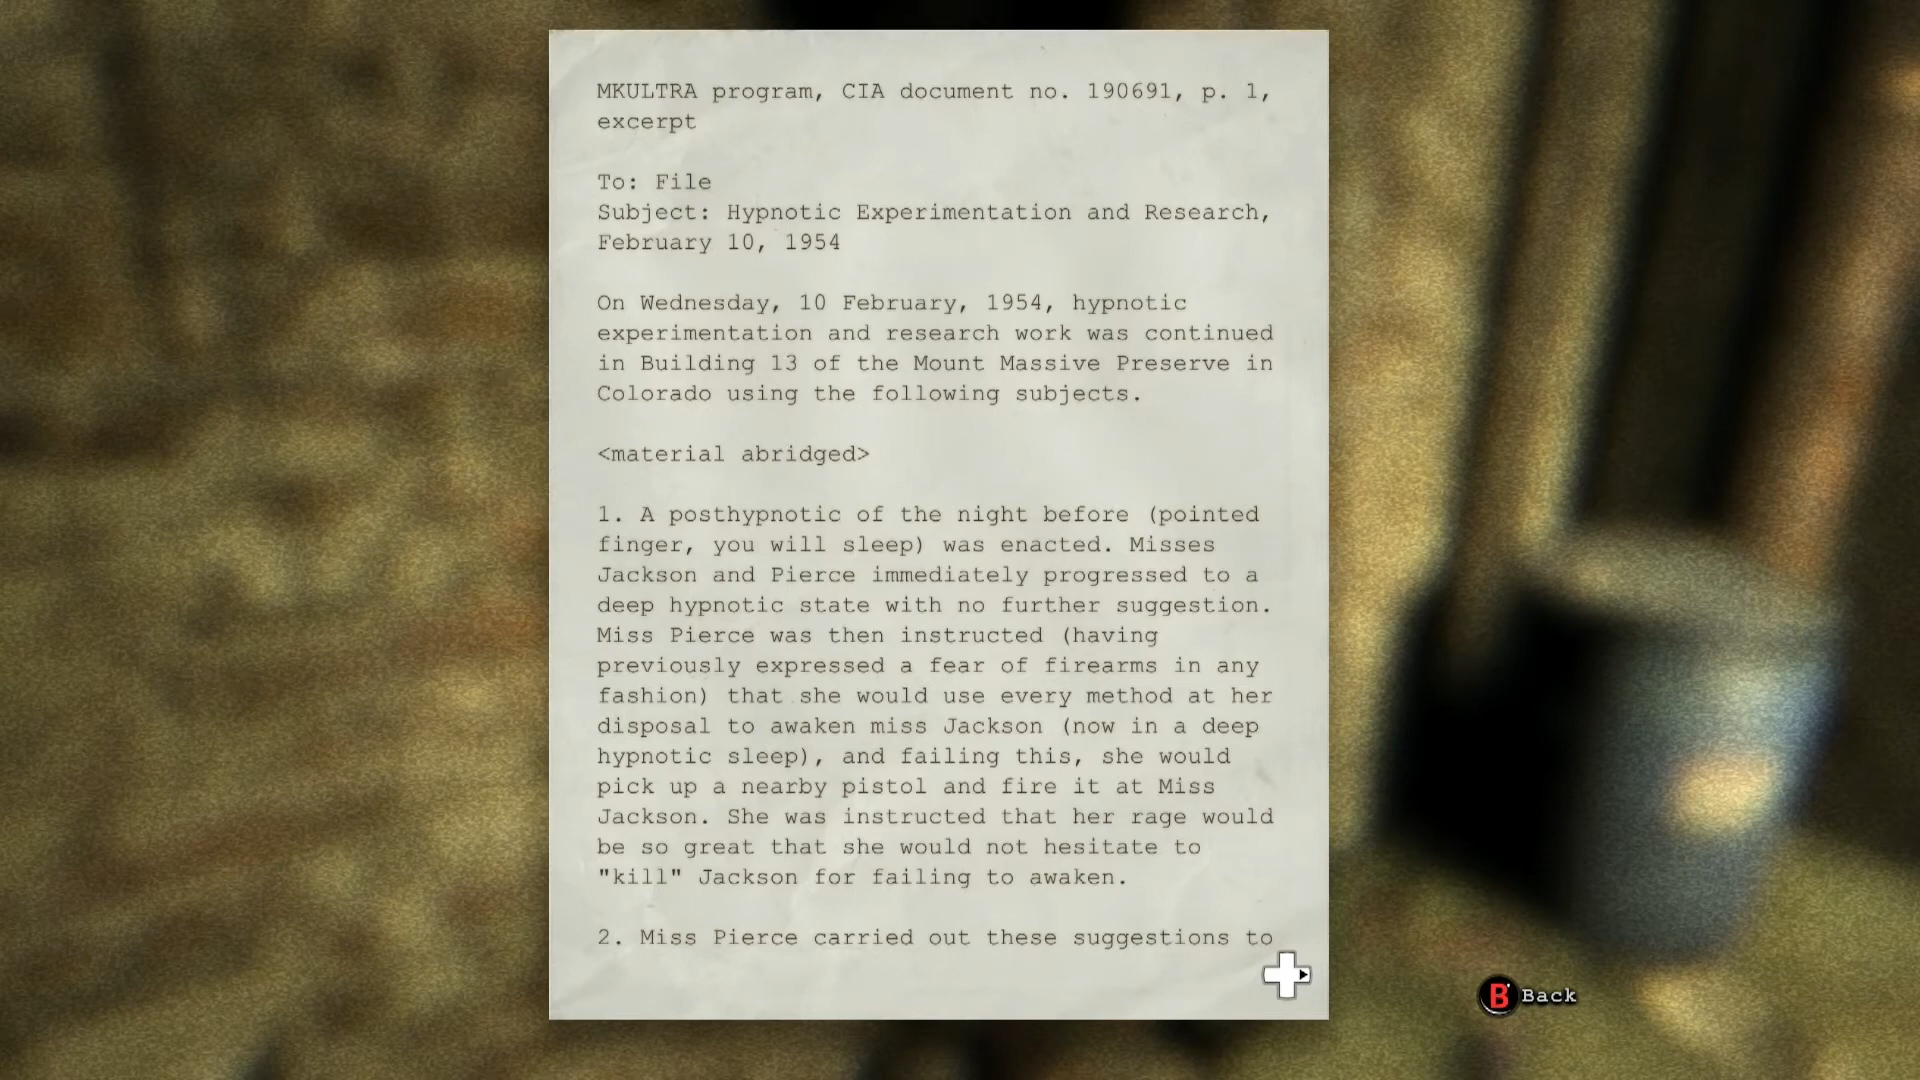 MKULTRA program, CIA document no. 190691, p. 1,
excerpt
To: File
Subject: Hypnotic Experimentation and Research,
February 10, 1954
On Wednesday, 10 February, 1954, hypnotic
experimentation and research work was continued
in Building 13 of the Mount Massive Preserve in
Colorado using the following subjects.
<material abridged>
1. A posthypnotic of the night before (pointed
finger, you will sleep) was enacted. Misses
Jackson and Pierce immediately progressed to a
deep hypnotic state with no further suggestion.
Miss Pierce was then instructed (having
previously expressed a fear of firearms in any
fashion) that she would use every method at her
disposal to awaken miss Jackson (now in a deep
hypnotic sleep), and failing this, she would
pick up a nearby pistol and fire it at Miss
Jackson. She was instructed that her rage would
be so great that she would not hesitate to
"kill" Jackson for failing to awaken.
2. Miss Pierce carried out these suggestions to
B Back